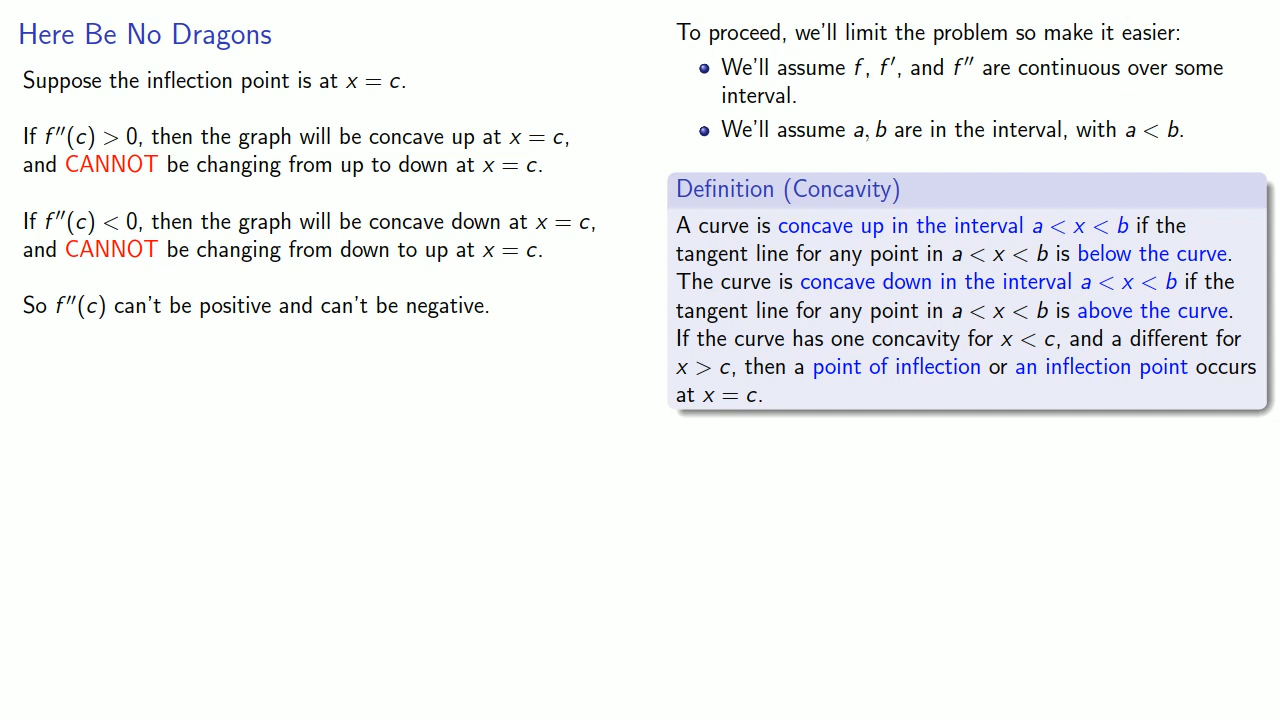 Here Be No Dragons
Suppose the inflection point is at x = c.
If f″(c) > 0, then the graph will be concave up at x = c,
and CANNOT be changing from up to down at x = c.
If f″(c) < 0, then the graph will be concave down at x = c,
and CANNOT be changing from down to up at x = c.
So f″(c) can't be positive and can't be negative.
To proceed, we'll limit the problem so make it easier:
We'll assume f, f′, and f″ are continuous over some
interval.
We'll assume a, b are in the interval, with a < b.
Definition (Concavity)
A curve is concave up in the interval a < x < b if the
tangent line for any point in a < x < b is below the curve.
The curve is concave down in the interval a < x < b if the
tangent line for any point in a < x < b is above the curve.
If the curve has one concavity for x < c, and a different for
x > c, then a point of inflection or an inflection point occurs
at x = c.